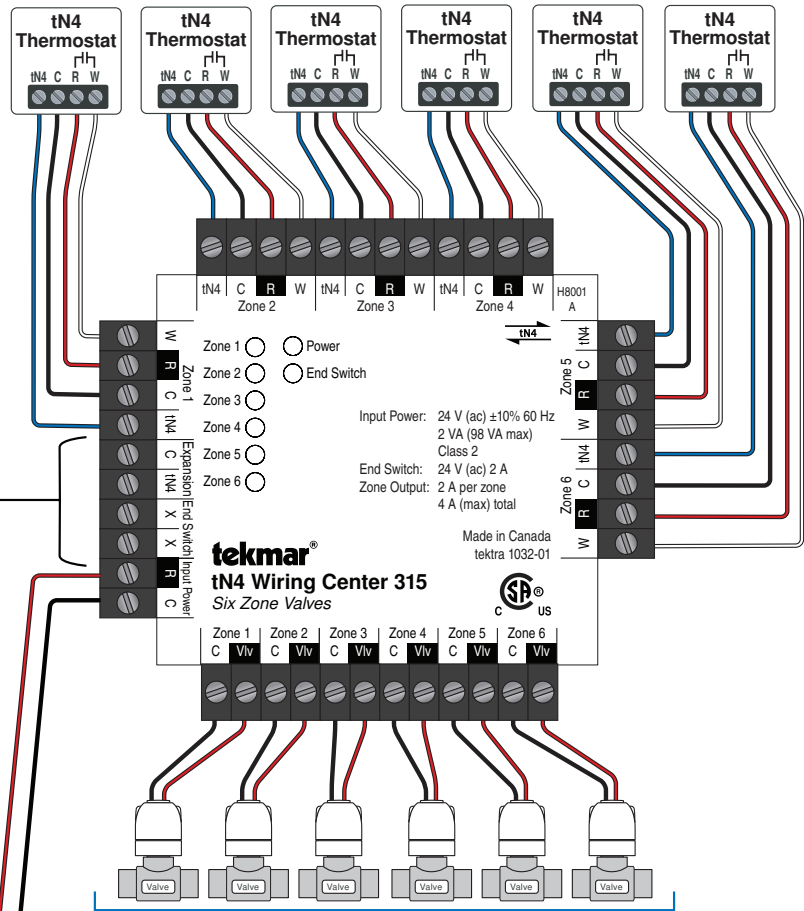 tN4 Thermostat
tN4 C R W
tN4 Thermostat
tN4 C R W
tN4 Thermostat
tN4 C R W
tN4 Thermostat
tN4 C R W
tN4 Thermostat
tN4 C R W
tN4 Thermostat
tN4 C R W
tN4 C R W tN4 C R W tN4 C R W
Zone 2 Zone 3 Zone 4
H8001
A
W R C tN4
Zone 1
C tN4
Expansion
X X
End Switch
R C
Input Power
Zone 1
Zone 2
Zone 3
Zone 4
Zone 5
Zone 6
Power
End Switch
tN4
Input Power: 24 V (ac) ±10% 60 Hz
2 VA (98 VA max)
Class 2
End Switch: 24 V (ac) 2 A
Zone Output: 2 A per zone
4 A (max) total
Made in Canada
tektra 1032-01
tekmar®
tN4 Wiring Center 315
Six Zone Valves
C SA ® US
tN4 C R W
Zone 5
tN4 C R W
Zone 6
Zone 1 Zone 2 Zone 3 Zone 4 Zone 5 Zone 6
C Vlv C Vlv C Vlv C Vlv C Vlv C Vlv
Valve Valve Valve Valve Valve Valve